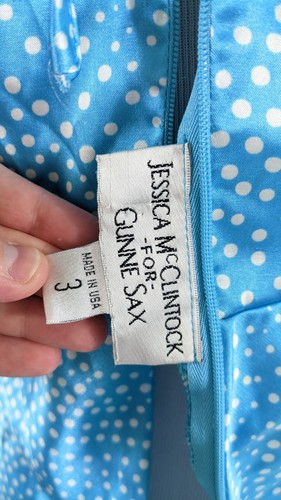 JESSICA MCCLINTOCK
-FOR-
GUNNE SAX
MADE IN USA
3